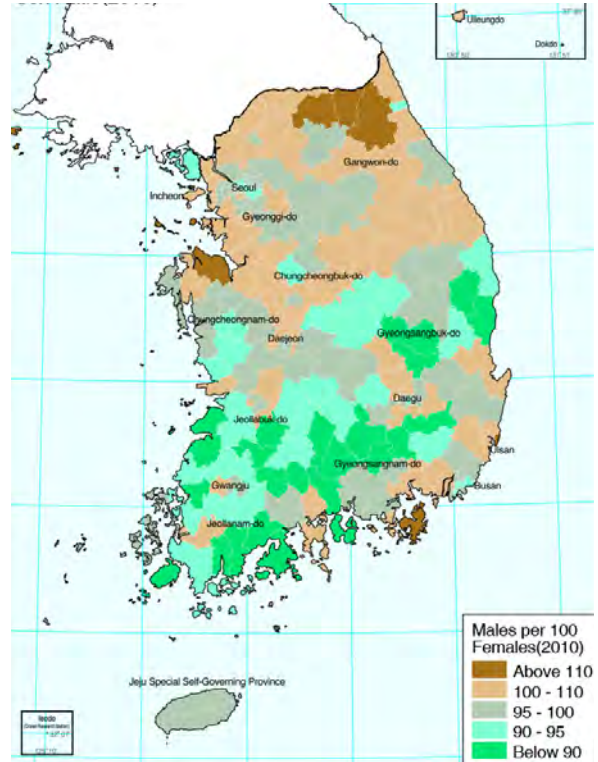 Ulleungdo
Dokdo
Gangwon-do
Seoul
Incheon
Gyeonggi-do
Chungcheongbuk-do
Chungcheongnam-do
Daejeon
Gyeongsangbuk-do
Daegu
Jeollabuk-do
Ulsan
Gyeongsangnam-do
Gwangju
Busan
Jeollanam-do
Jeju Special Self-Governing Province
Males per 100
Females(2010)
Above 110
100 - 110
95 - 100
90 - 95
Below 90
Ieodo